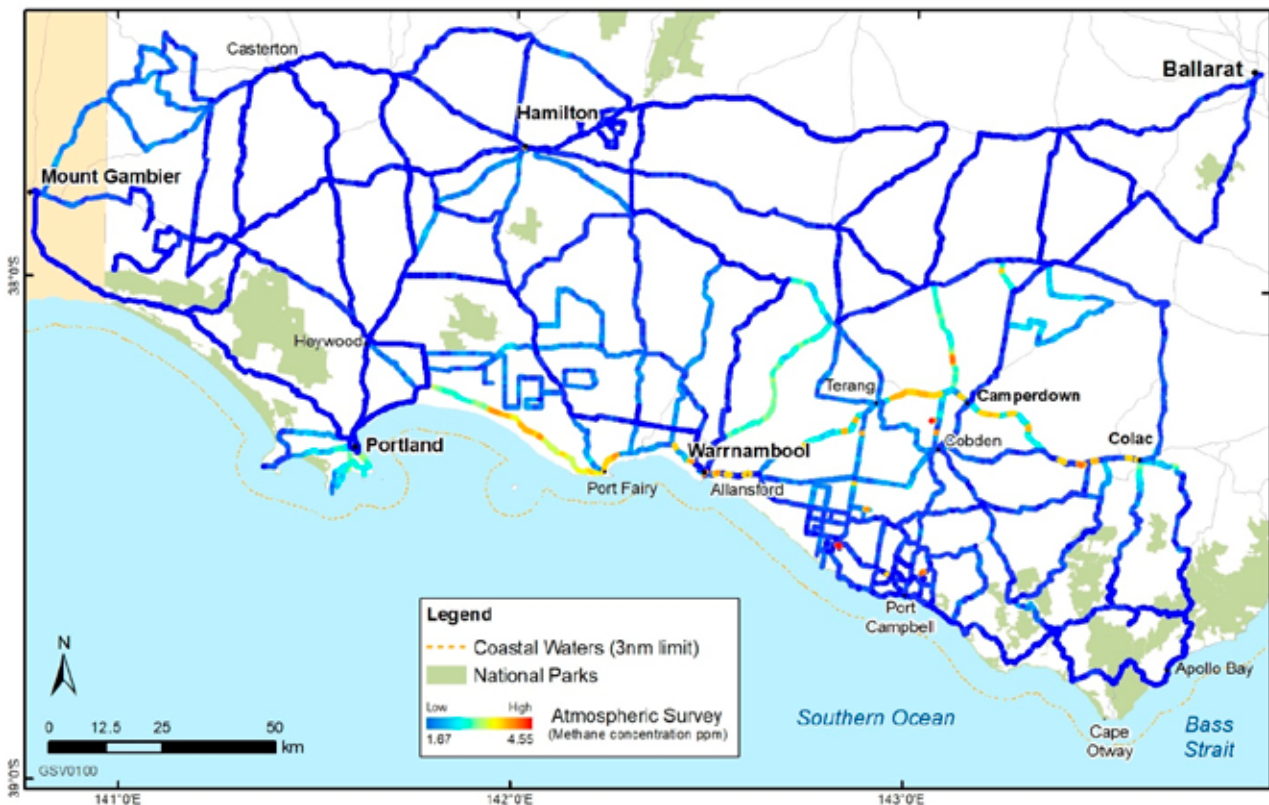 Casterton
Ballarat
Hamilton
Mount Gambier
38°0'S
Heywood
Terang
Camperdown
Portland
Warrnambool
Cobden
Colac
Port Fairy
Allansford
Port
Campbell
Apollo Bay
Southern Ocean
Cape
Otway
Bass
Strait
Legend
Coastal Waters (3nm limit)
National Parks
Low
High
1.67
4.55
Atmospheric Survey
(Methane concentration ppm)
N
0 12.5 25 50
km
GSV0100
39°0'S
141°0'E
142°0'E
143°0'E